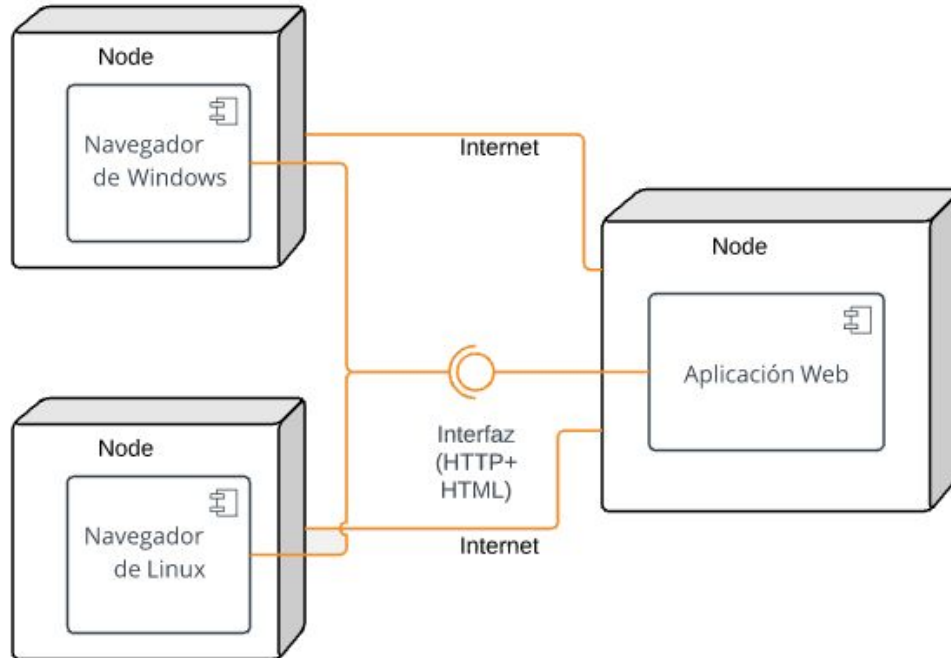 Node
Navegador
de Windows
Internet
Node
Aplicación Web
Interfaz
(HTTP+
HTML)
Node
Navegador
de Linux
Internet